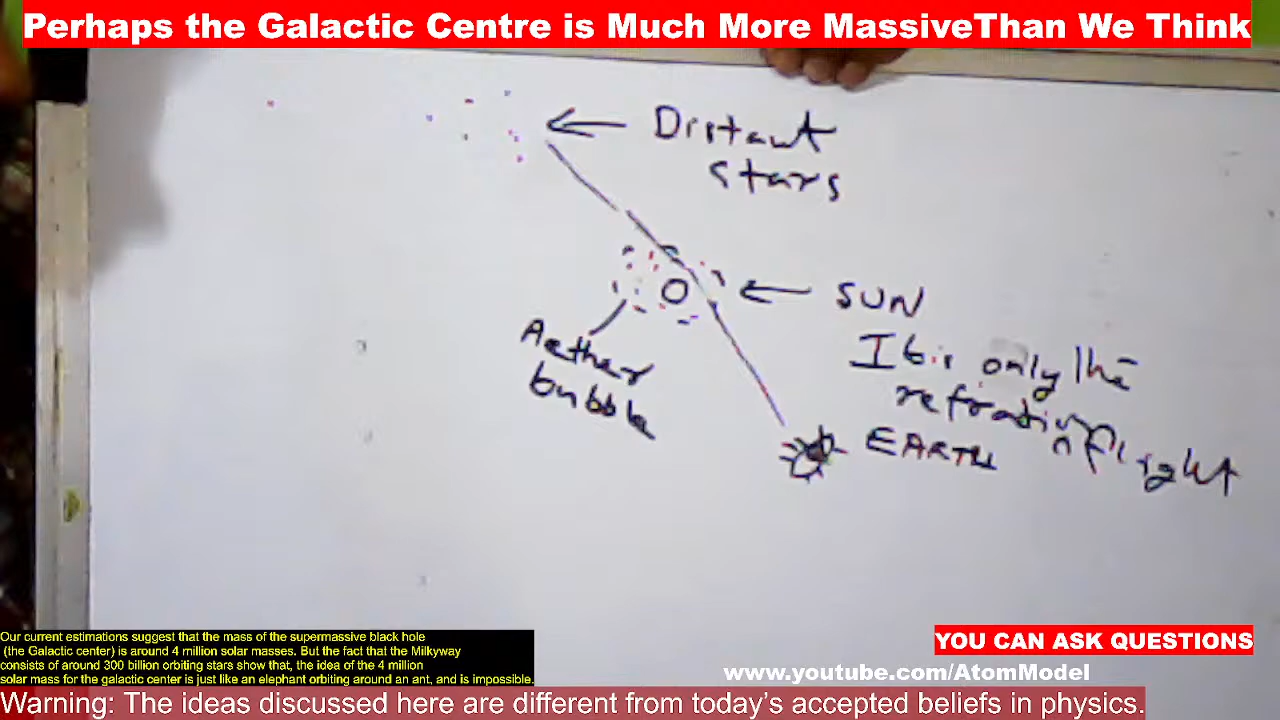 Perhaps the Galactic Centre is Much More MassiveThan We Think
Distant
stars
SUN
Aether
bubble
It is only the
refraction
of light
EARTH
Our current estimations suggest that the mass of the supermassive black hole
(the Galactic center) is around 4 million solar masses. But the fact that the Milkyway
consists of around 300 billion orbiting stars show that, the idea of the 4 million
solar mass for the galactic center is just like an elephant orbiting around an ant, and is impossible.
YOU CAN ASK QUESTIONS
www.youtube.com/AtomModel
Warning: The ideas discussed here are different from today's accepted beliefs in physics.